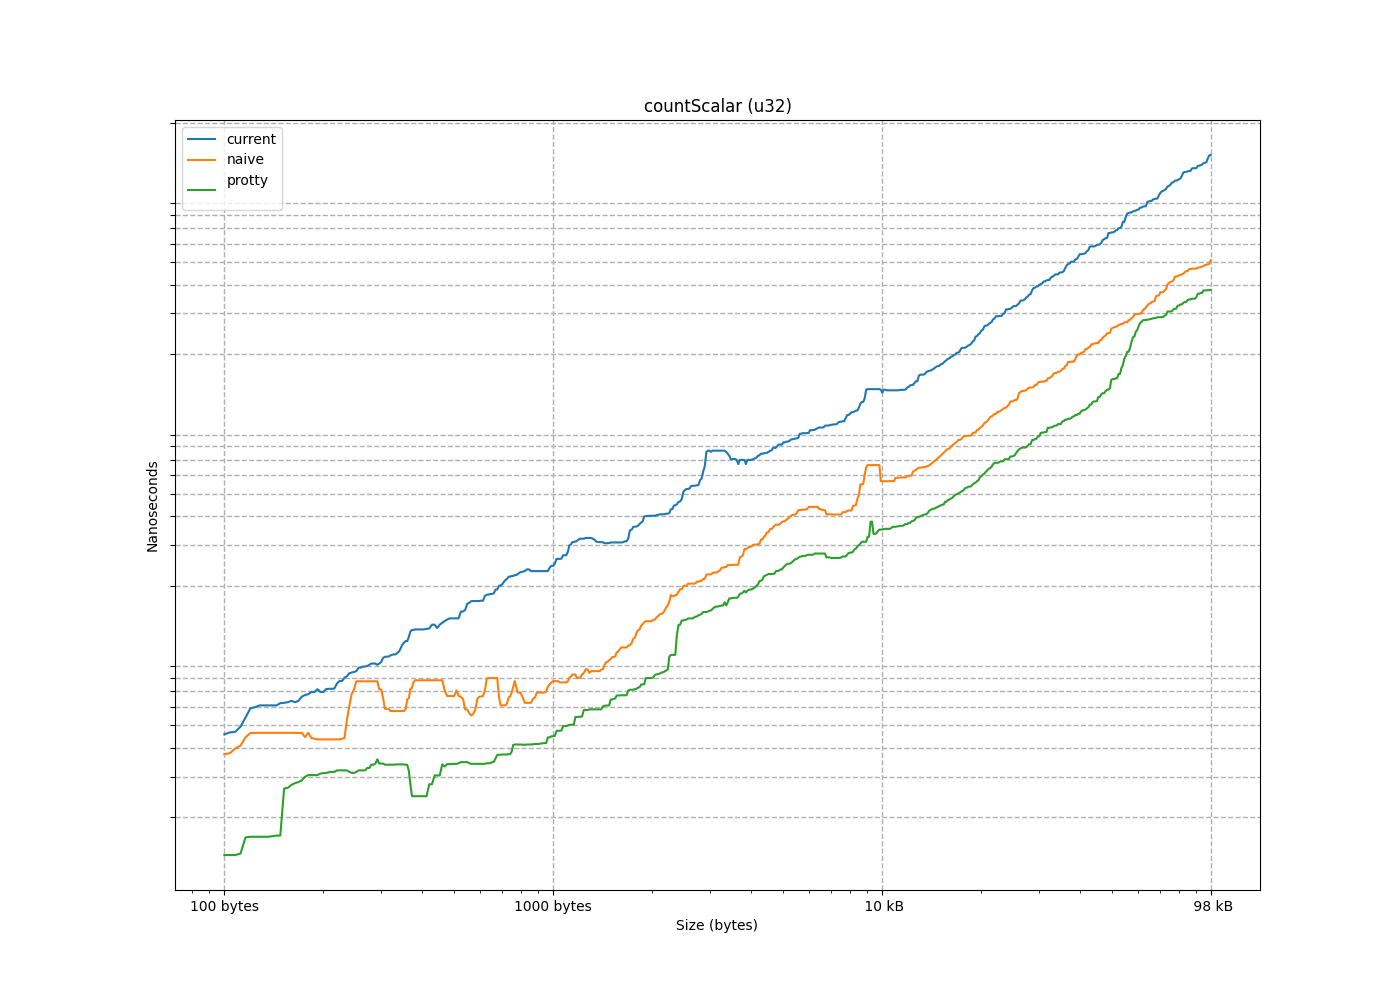 countScalar (u32)
current
naive
protty
Nanoseconds
100 bytes
1000 bytes
10 kB
98 kB
Size (bytes)